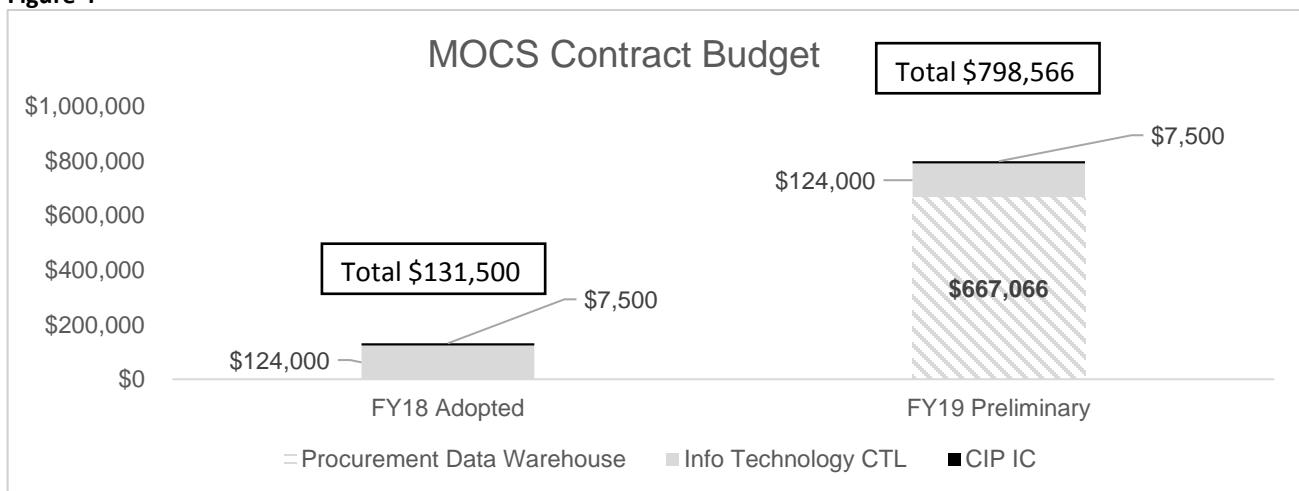 MOCS Contract Budget
Total $798,566
$1,000,000
$800,000
$600,000
$400,000
$200,000
$0
$7,500
$124,000
$667,066
Total $131,500
$7,500
$124,000
FY18 Adopted
FY19 Preliminary
Procurement Data Warehouse
Info Technology CTL
CIP IC